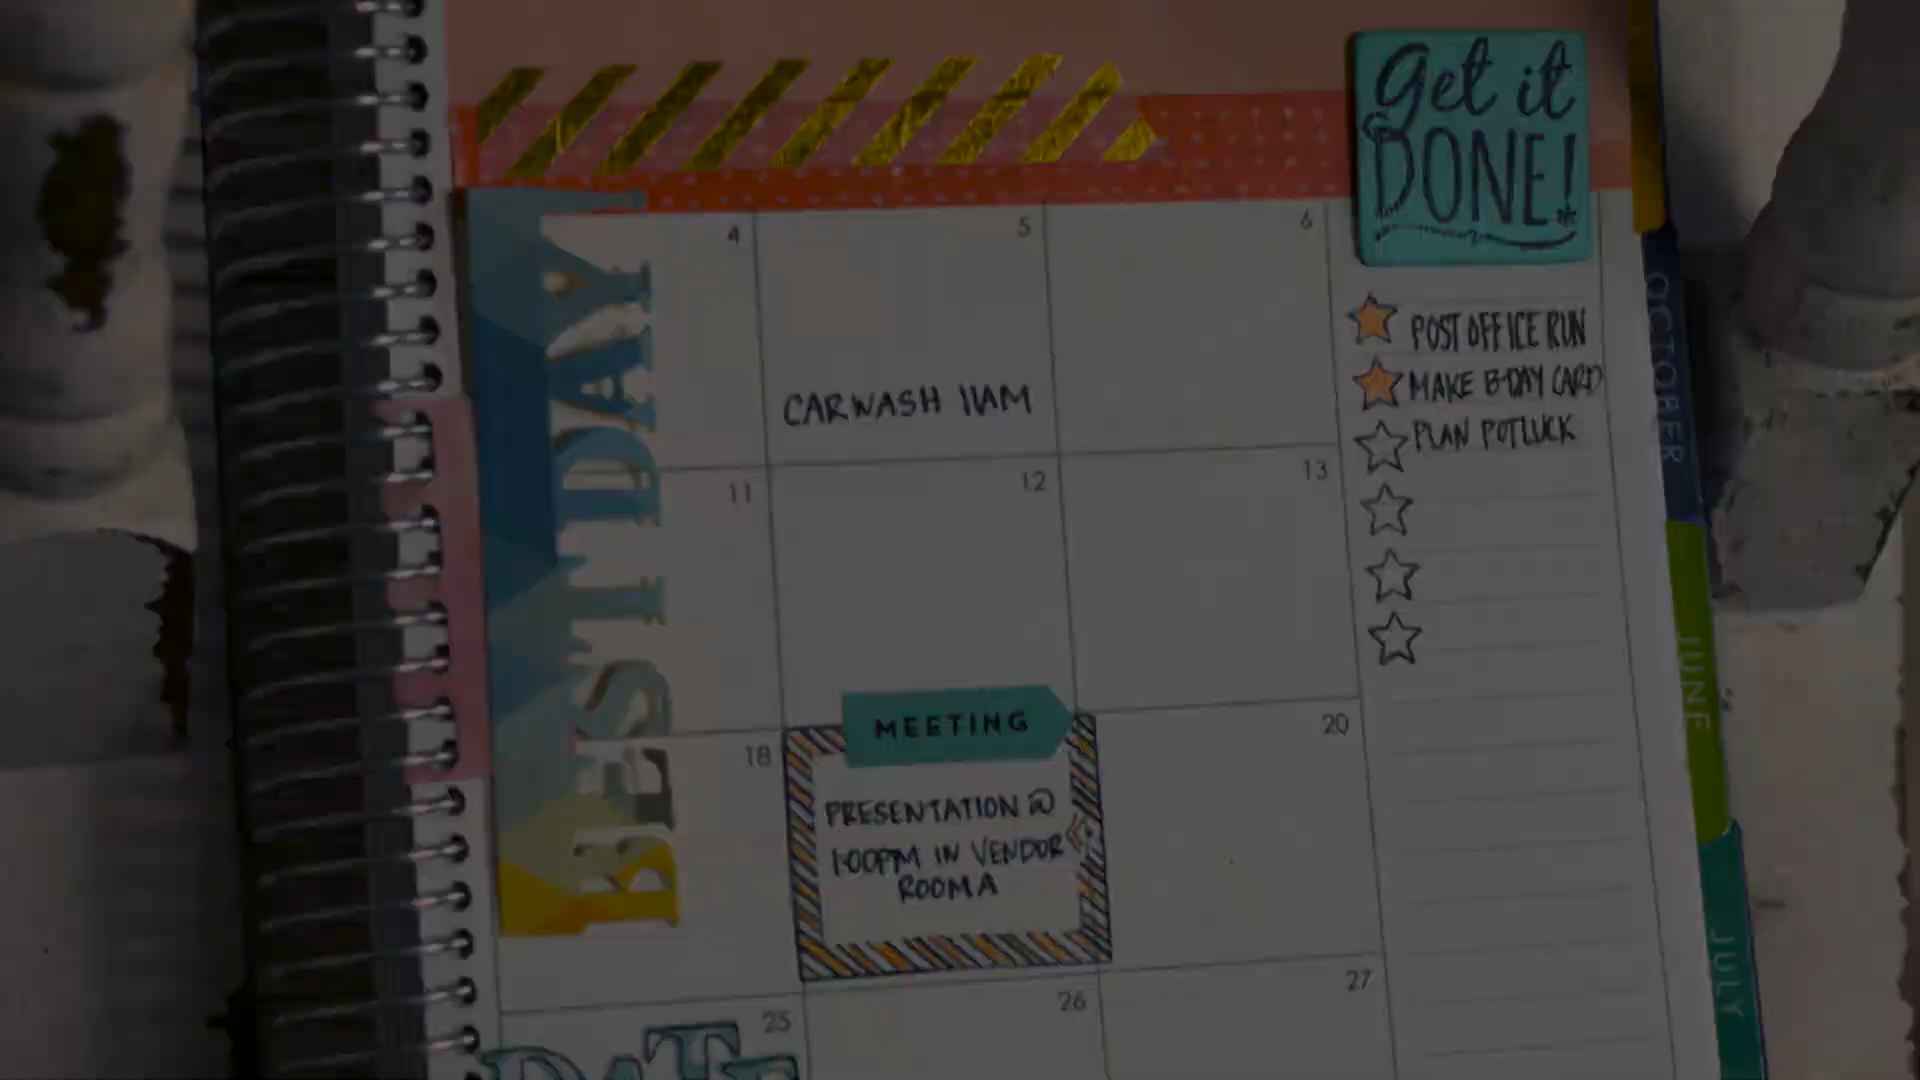 Get it
DONE!
4
5
6
CARWASH 11AM
POST OFFICE RUN
MAKE B-DAY CARD
PLAN POTLUCK
11
12
13
BEST DAY
18
MEETING
PRESENTATION @
1:00PM IN VENDOR
ROOM A
20
25
26
27
DATE
OCTOBER
JUNE
JULY